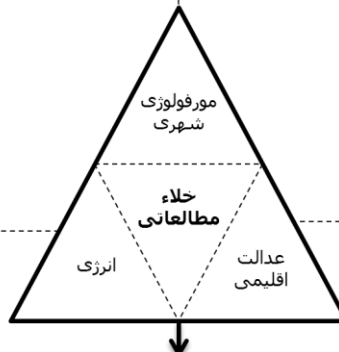 مورفولوژی
شهری
خلاء
مطالعاتی
عدالت
اقلیمی
انرژی